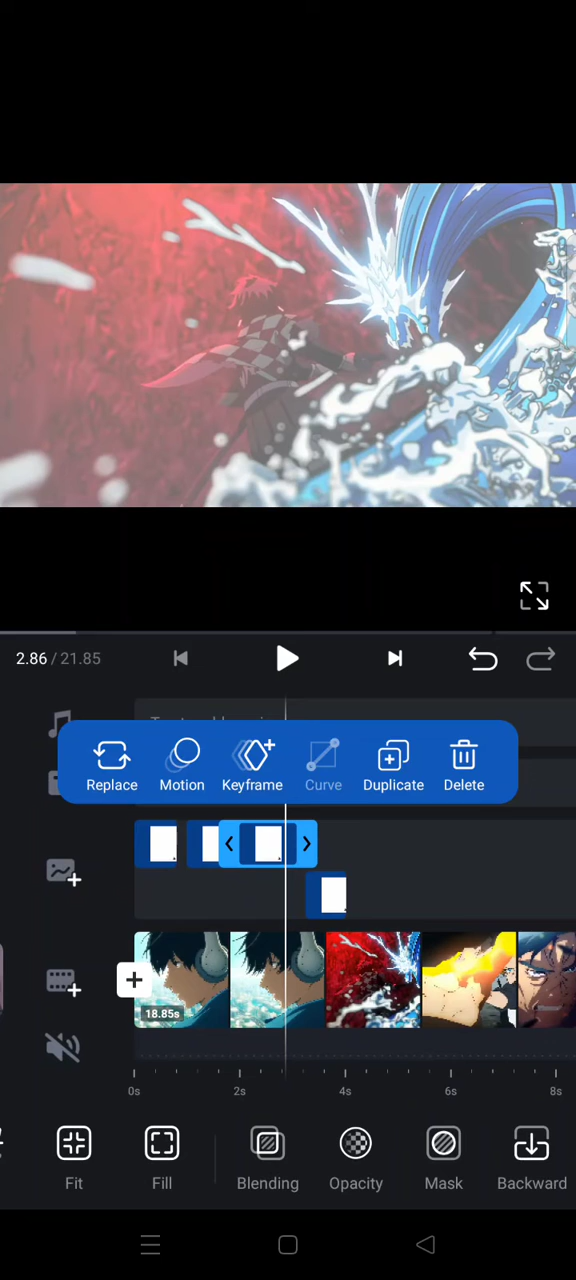 2.86 / 21.85
Replace Motion Keyframe Curve Duplicate Delete
18.85s
0s 2s 4s 6s 8s
Fit Fill Blending Opacity Mask Backward